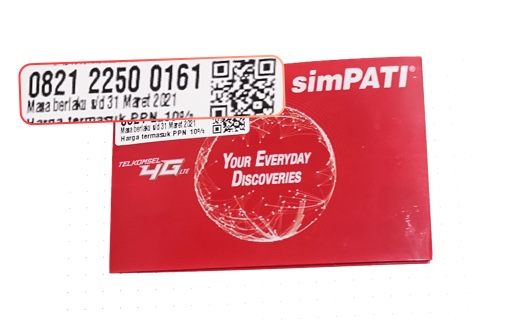 0821 2250 0161
Masa berlaku s/d 31 Maret 2021
Harga termasuk PPN 10%
simPATI®
Masa berlaku s/d 31 Maret 2021
Harga termasuk PPN 10%
TELKOMSEL
4G LTE
YOUR EVERYDAY
DISCOVERIES